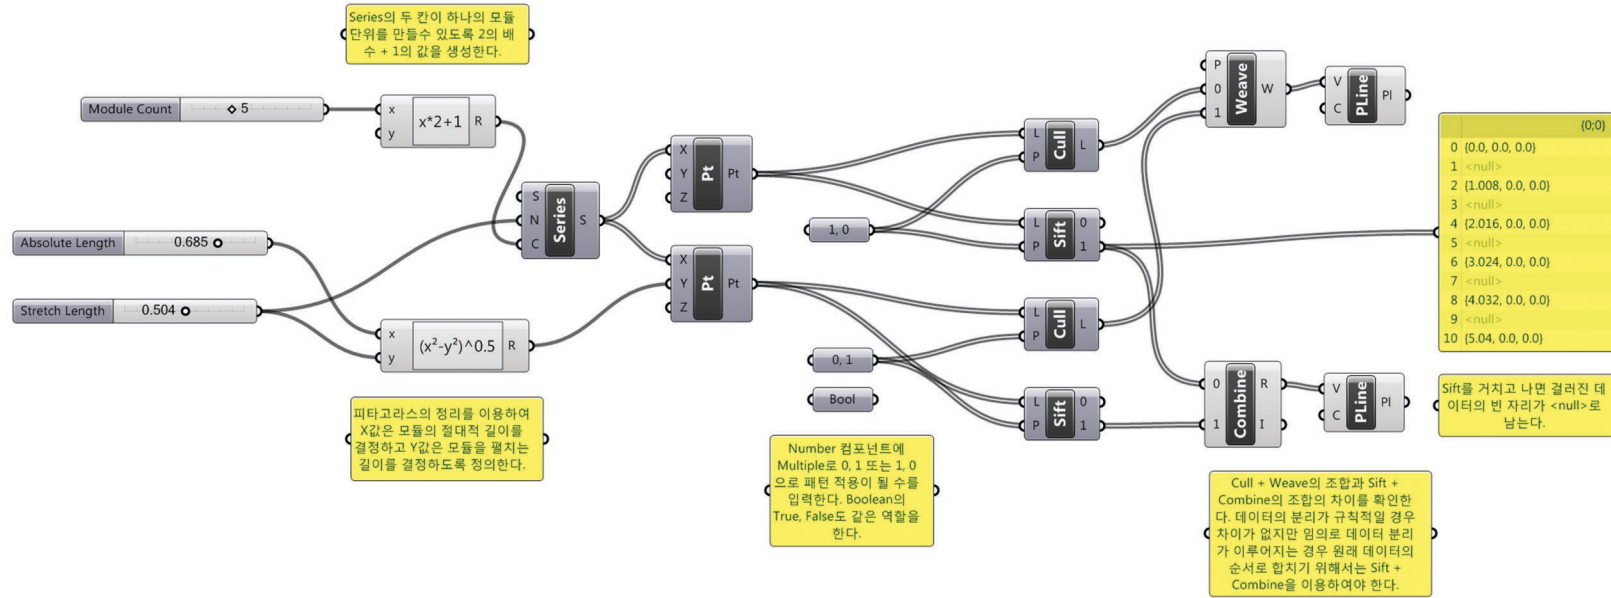 Series의 두 칸이 하나의 모듈
단위를 만들수 있도록 2의 배
수 + 1의 값을 생성한다.
Module Count 5
x
y
x*2+1
R
Absolute Length 0.685
Stretch Length 0.504
x
y
(x²-y²)^0.5
R
피타고라스의 정리를 이용하여
X값은 모듈의 절대적 길이를
결정하고 Y값은 모듈을 펼치는
길이를 결정하도록 정의한다.
S
N
C
Series
S
X
Y
Z
Pt
Pt
X
Y
Z
Pt
Pt
1, 0
0, 1
Bool
Number 컴포넌트에
Multiple로 0, 1 또는 1, 0
으로 패턴 적용이 될 수를
입력한다. Boolean의
True, False도 같은 역할을
한다.
L
P
Cull
L
L
P
Sift
0
1
L
P
Cull
L
L
P
Sift
0
1
P
0
1
Weave
W
V
C
PLine
Pl
0
1
Combine
R
I
V
C
PLine
Pl
Cull + Weave의 조합과 Sift +
Combine의 조합의 차이를 확인한
다. 데이터의 분리가 규칙적일 경우
차이가 없지만 임의로 데이터 분리
가 이루어지는 경우 원래 데이터의
순서로 합치기 위해서는 Sift +
Combine을 이용하여야 한다.
{0;0}
0 {0.0, 0.0, 0.0}
1 <null>
2 {1.008, 0.0, 0.0}
3 <null>
4 {2.016, 0.0, 0.0}
5 <null>
6 {3.024, 0.0, 0.0}
7 <null>
8 {4.032, 0.0, 0.0}
9 <null>
10 {5.04, 0.0, 0.0}
Sift를 거치고 나면 걸러진 데
이터의 빈 자리가 <null>로
남는다.